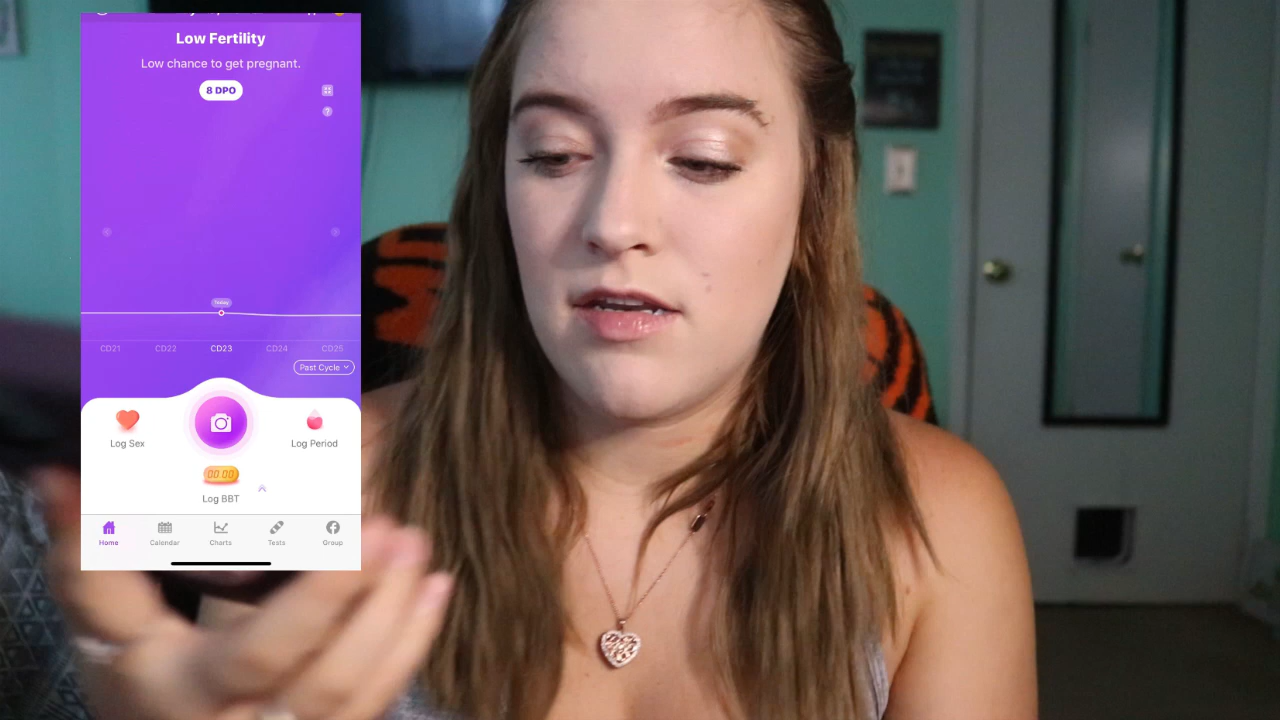 Low Fertility
Low chance to get pregnant.
8 DPO
?
Today
CD21 CD22 CD23 CD24 CD25
Past Cycle
Log Sex
Log Period
00:00
Log BBT
Home Calendar Charts Tests Group